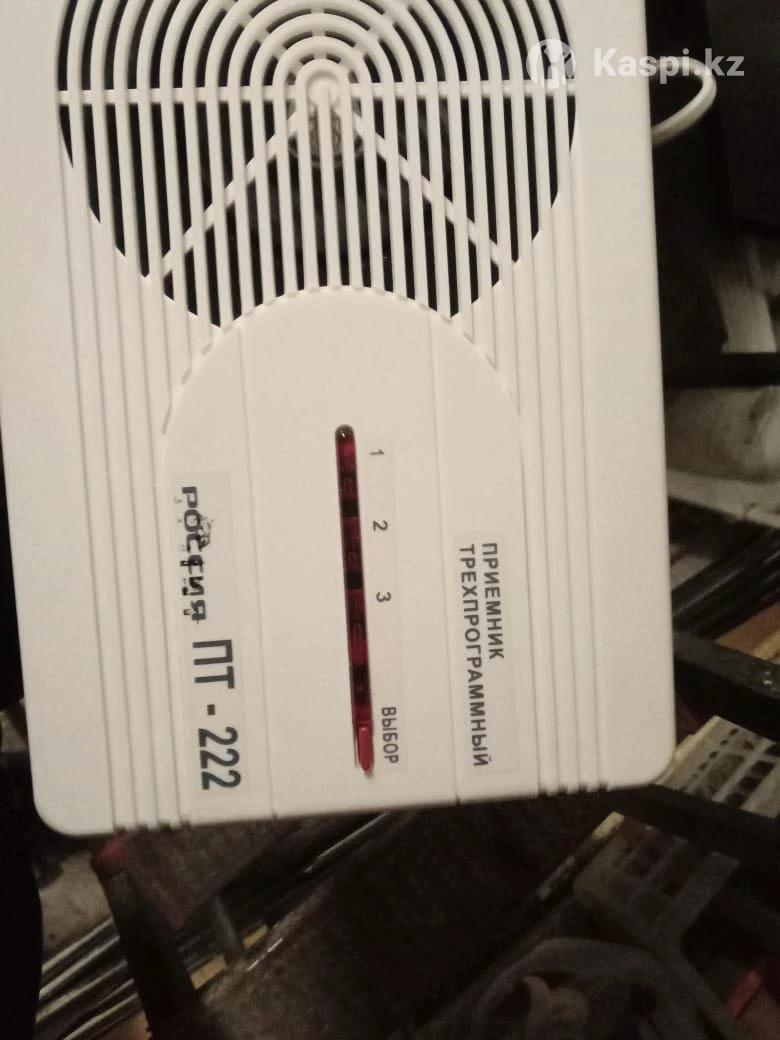 Kaspi.kz
ПРИЕМНИК
ТРЕХПРОГРАММНЫЙ
1 2 3 ВЫБОР
РОССИЯ ПТ - 222